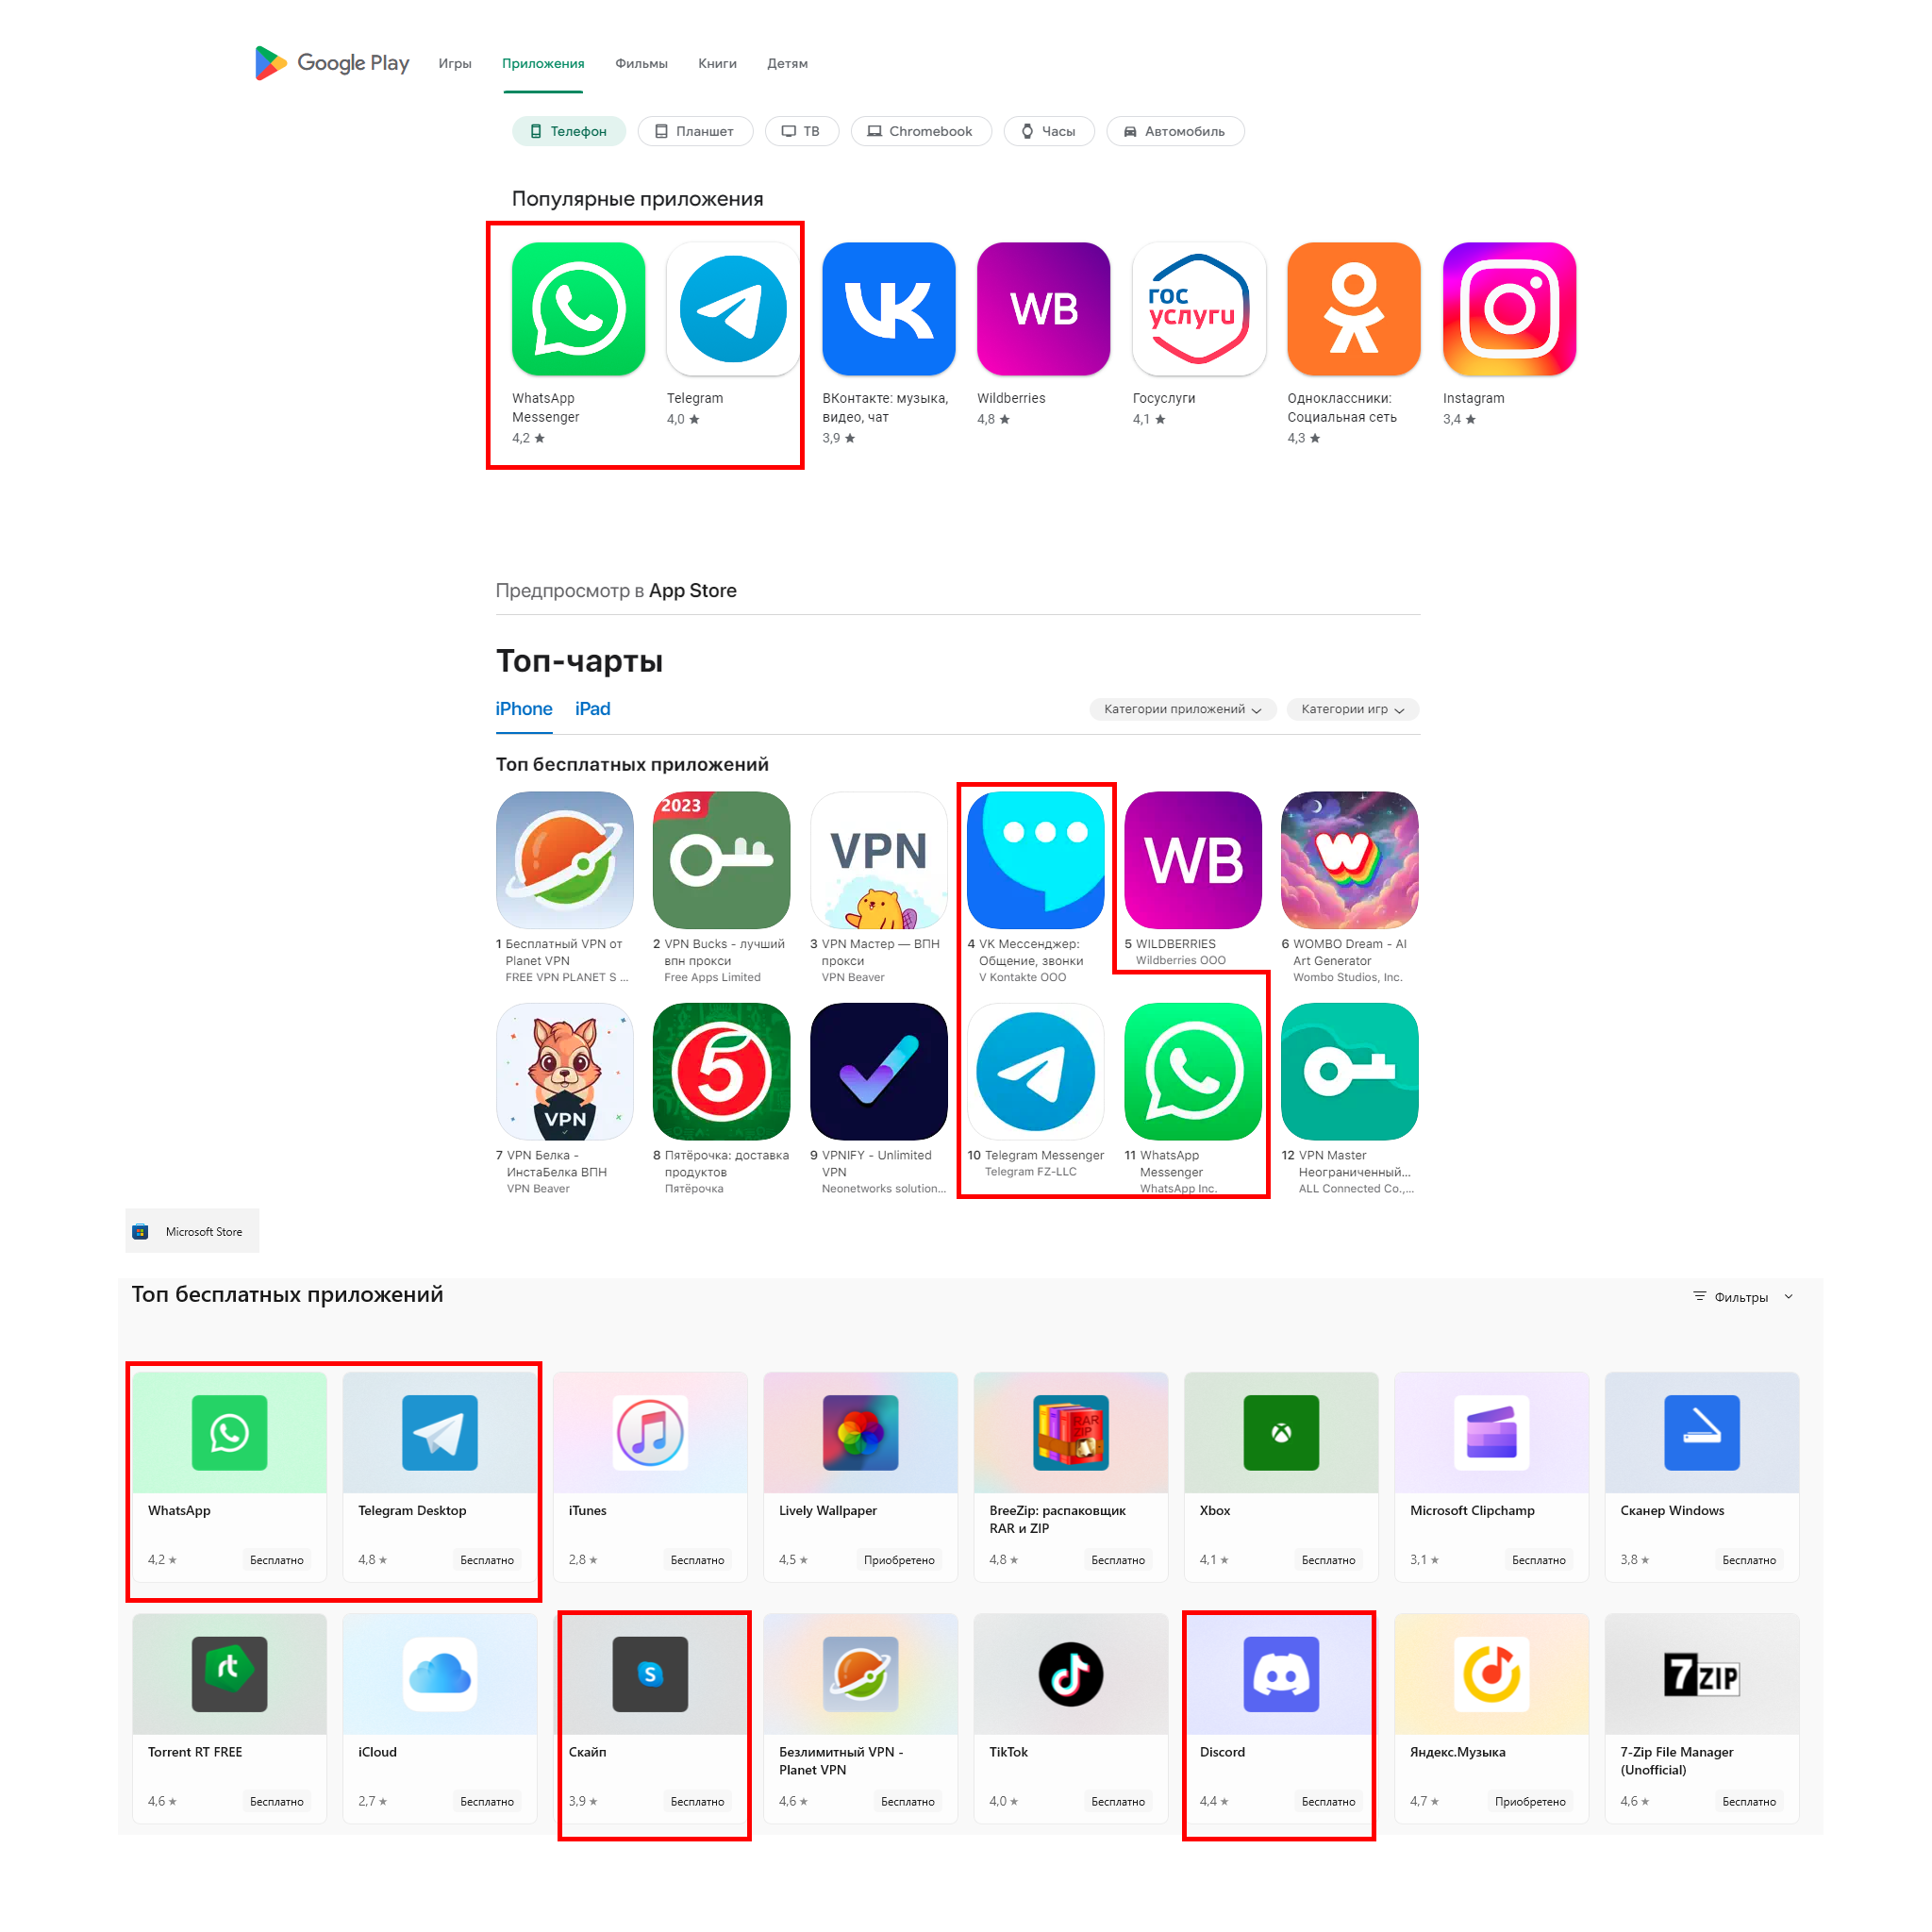 Google Play Игры Приложения Фильмы Книги Детям
Телефон Планшет ТВ Chromebook Часы Автомобиль
Популярные приложения
WB
гос
услуги
WhatsApp Messenger
4,2 ★
Telegram
4,0 ★
ВКонтакте: музыка, видео, чат
3,9 ★
Wildberries
4,8 ★
Госуслуги
4,1 ★
Одноклассники: Социальная сеть
4,3 ★
Instagram
3,4 ★
Предпросмотр в App Store
Топ-чарты
iPhone iPad Категории приложений Категории игр
Топ бесплатных приложений
2023
VPN
WB
W
1 Бесплатный VPN от Planet VPN
FREE VPN PLANET S ...
2 VPN Bucks - лучший впн прокси
Free Apps Limited
3 VPN Мастер — ВПН прокси
VPN Beaver
4 VK Мессенджер: Общение, звонки
V Kontakte OOO
5 WILDBERRIES
Wildberries OOO
6 WOMBO Dream - AI Art Generator
Wombo Studios, Inc.
VPN
5
7 VPN Белка - ИнстаБелка ВПН
VPN Beaver
8 Пятёрочка: доставка продуктов
Пятёрочка
9 VPNIFY - Unlimited VPN
Neonetworks solution...
10 Telegram Messenger
Telegram FZ-LLC
11 WhatsApp Messenger
WhatsApp Inc.
12 VPN Master Неограниченный...
ALL Connected Co.,...
Microsoft Store
Топ бесплатных приложений
Фильтры
RAR
ZIP
WhatsApp
4,2 ★ Бесплатно
Telegram Desktop
4,8 ★ Бесплатно
iTunes
2,8 ★ Бесплатно
Lively Wallpaper
4,5 ★ Приобретено
BreeZip: распаковщик RAR и ZIP
4,8 ★ Бесплатно
Xbox
4,1 ★ Бесплатно
Microsoft Clipchamp
3,1 ★ Бесплатно
Сканер Windows
3,8 ★ Бесплатно
rt
S
7 ZIP
Torrent RT FREE
4,6 ★ Бесплатно
iCloud
2,7 ★ Бесплатно
Скайп
3,9 ★ Бесплатно
Безлимитный VPN - Planet VPN
4,6 ★ Бесплатно
TikTok
4,0 ★ Бесплатно
Discord
4,4 ★ Бесплатно
Яндекс.Музыка
4,7 ★ Приобретено
7-Zip File Manager (Unofficial)
4,6 ★ Бесплатно